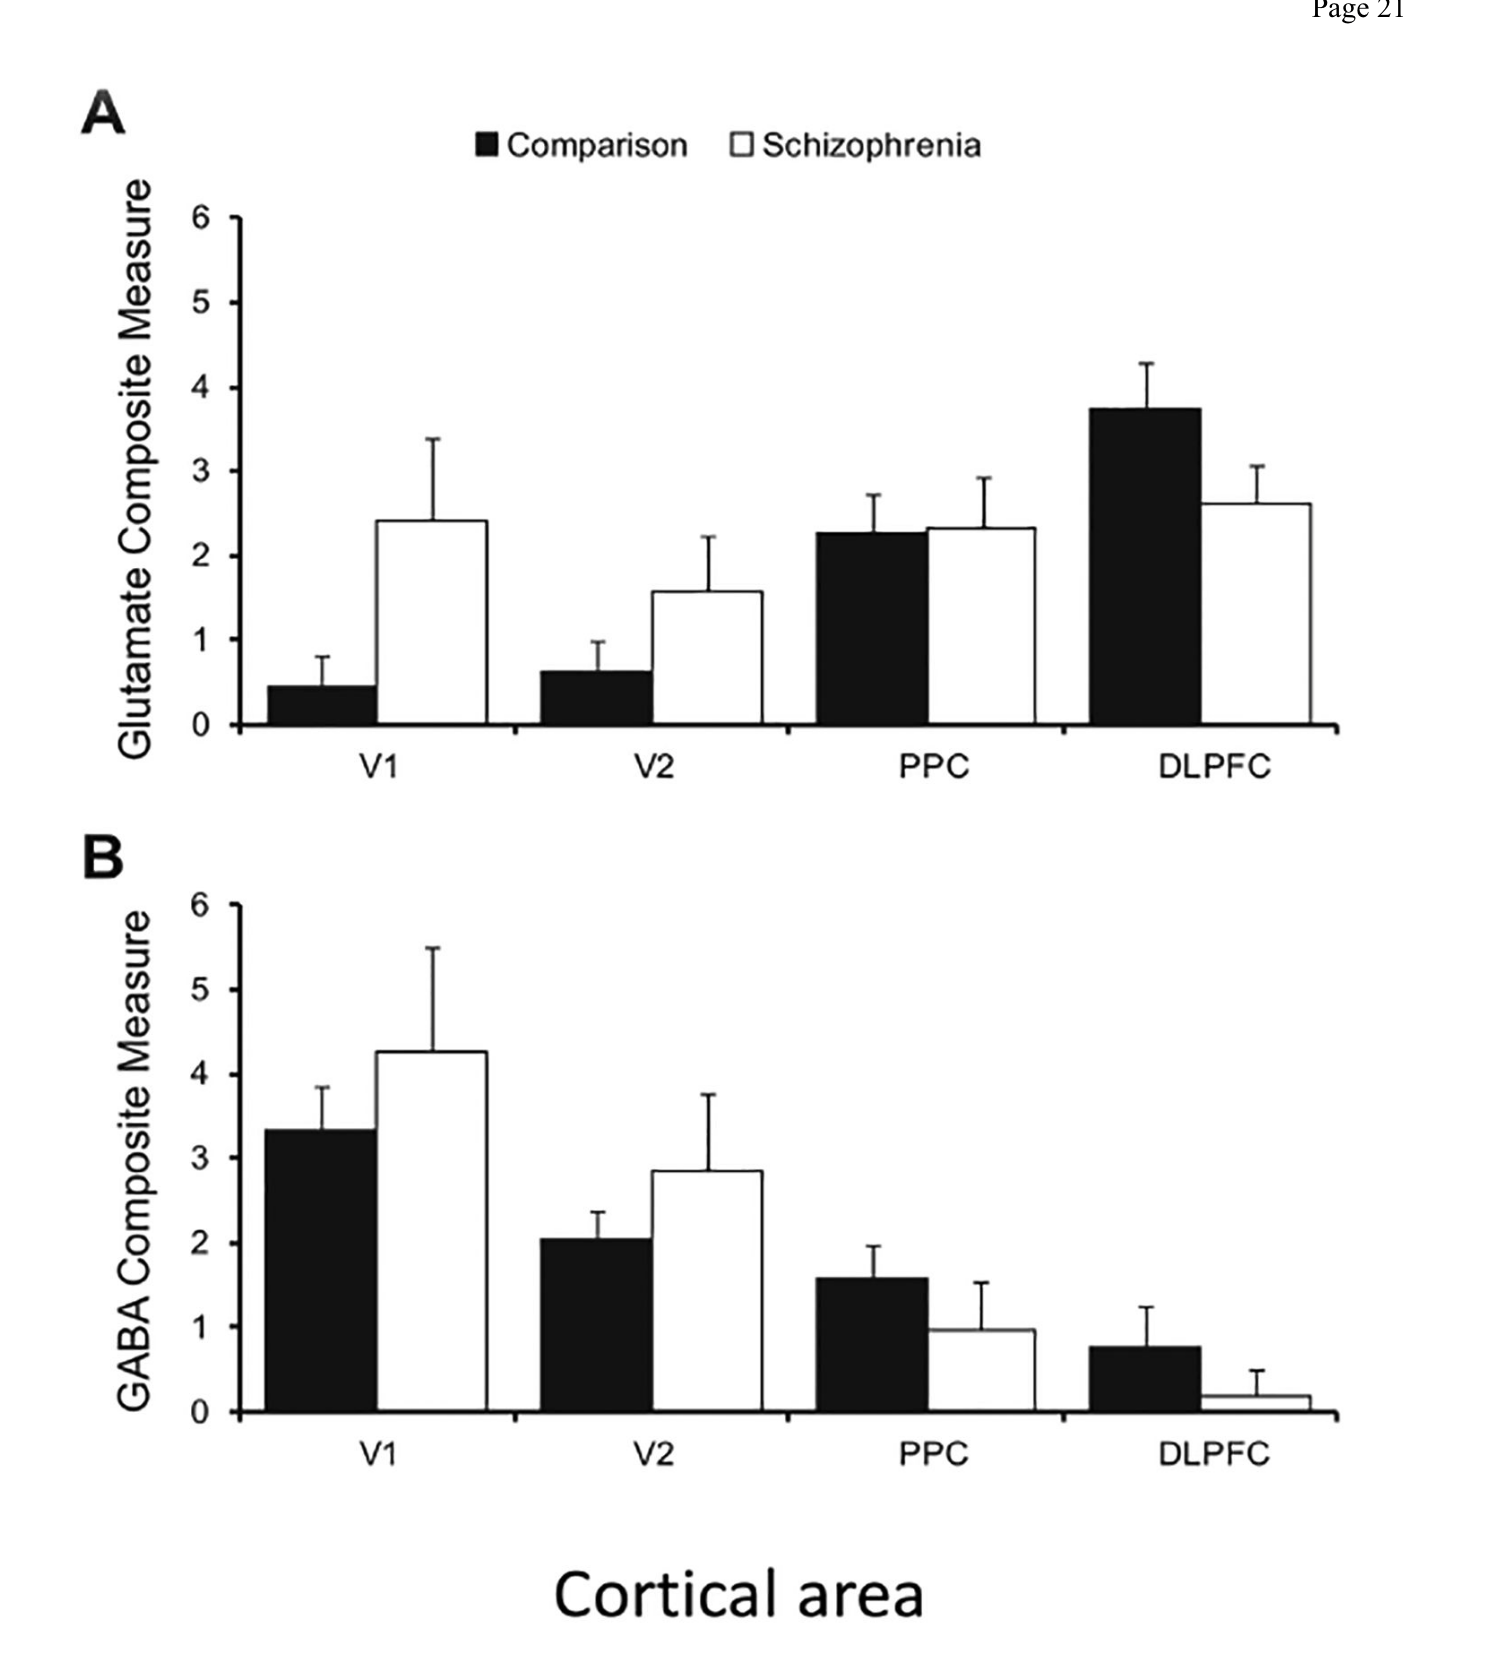 Page 21
A
Comparison Schizophrenia
Glutamate Composite Measure
6
5
4
3
2
1
0
V1 V2 PPC DLPFC
B
GABA Composite Measure
6
5
4
3
2
1
0
V1 V2 PPC DLPFC
Cortical area